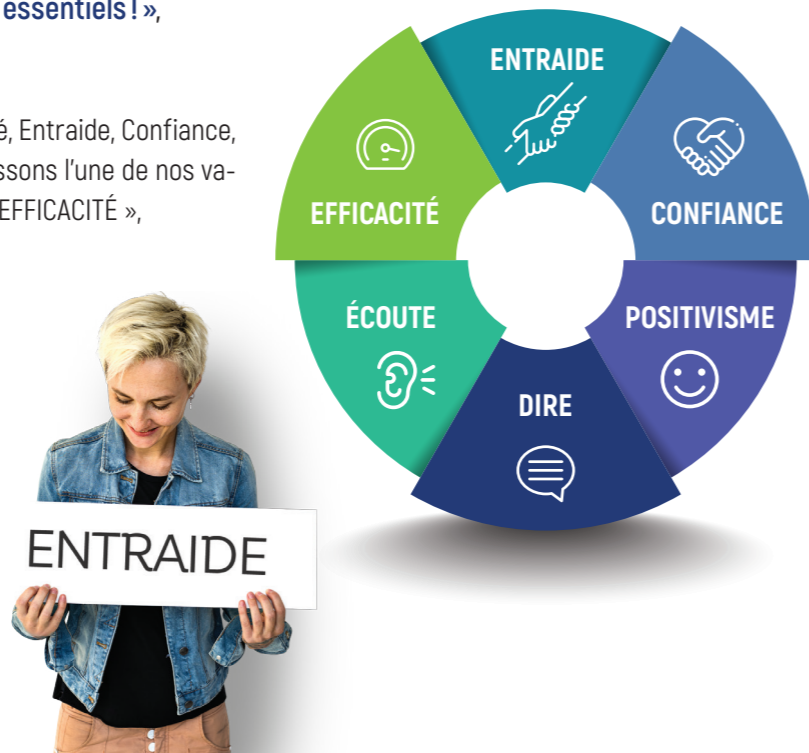 essentiels ! »,
é, Entraide, Confiance,
ssons l'une de nos va-
EFFICACITÉ »,
ENTRAIDE
EFFICACITÉ
CONFIANCE
ÉCOUTE
POSITIVISME
DIRE
ENTRAIDE